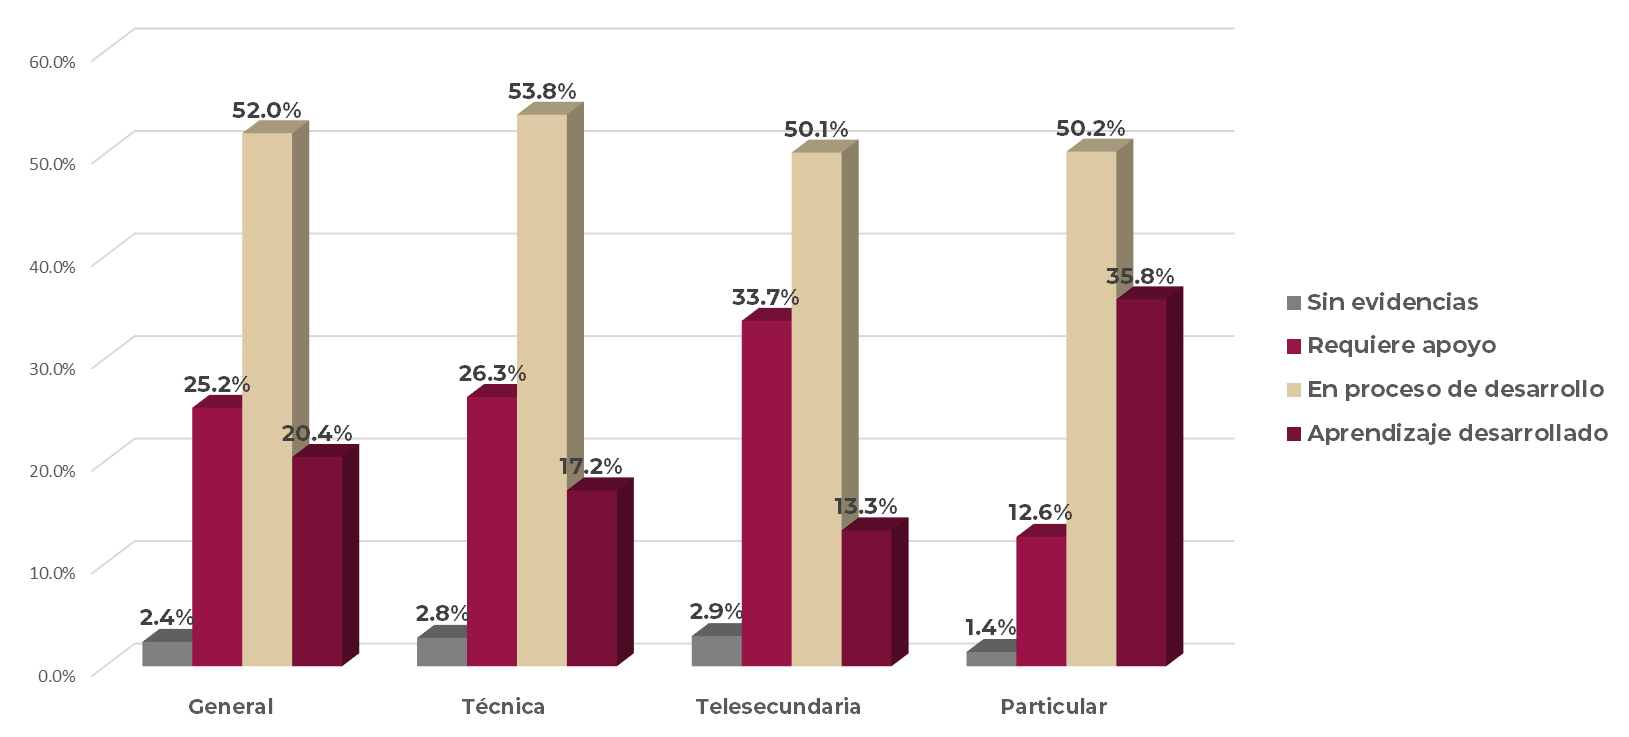 60.0%
50.0%
40.0%
30.0%
20.0%
10.0%
0.0%
2.4%
25.2%
52.0%
20.4%
2.8%
26.3%
53.8%
17.2%
2.9%
33.7%
50.1%
13.3%
1.4%
12.6%
50.2%
35.8%
General
Técnica
Telesecundaria
Particular
Sin evidencias
Requiere apoyo
En proceso de desarrollo
Aprendizaje desarrollado